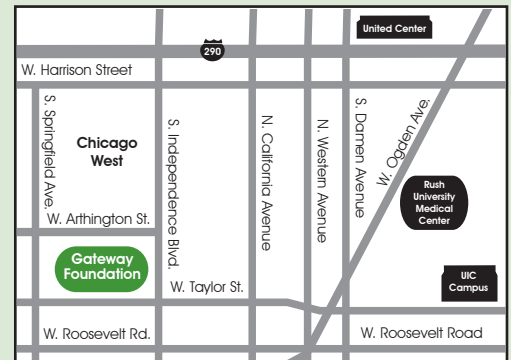 United Center
290
W. Harrison Street
S. Springfield Ave.
Chicago
West
S. Independence Blvd.
N. California Avenue
N. Western Avenue
S. Damen Avenue
W. Ogden Ave.
Rush
University
Medical
Center
W. Arthington St.
Gateway
Foundation
UIC
Campus
W. Taylor St.
W. Roosevelt Rd.
W. Roosevelt Road